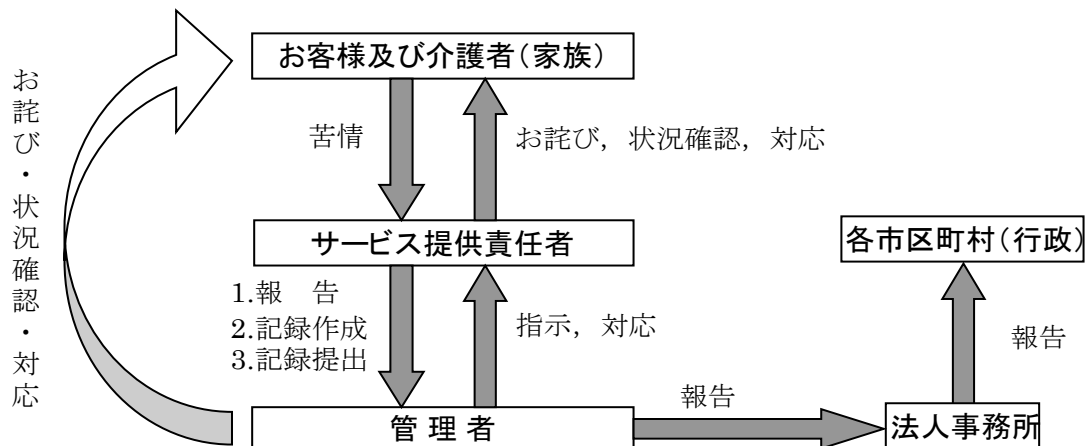 お客様及び介護者（家族）
お詫び・状況確認・対応
苦情
お詫び，状況確認，対応
サービス提供責任者
各市区町村（行政）
1.報　告
2.記録作成
3.記録提出
指示，対応
報告
報告
管 理 者
法人事務所